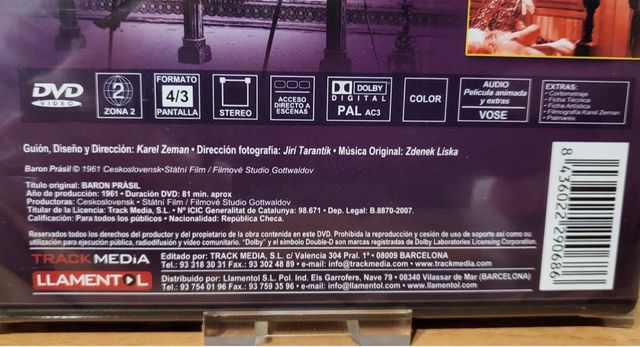 DVD
VIDEO
2
ZONA 2
FORMATO
4/3
PANTALLA
STEREO
ACCESO
DIRECTO A
ESCENAS
DOLBY
DIGITAL
PAL AC3
COLOR
AUDIO
Película animada
y extras
VOSE
EXTRAS:
• Cortometraje
• Ficha Técnica
• Ficha Artística
• Filmografía Karel Zeman
• Palmarés
Guión, Diseño y Dirección: Karel Zeman • Dirección fotografía: Jirí Tarantík • Música Original: Zdenek Liska
Baron Prásil © 1961 Ceskoslovensk•Státní Film / Filmové Studio Gottwaldov
Título original: BARON PRÀSIL
Año de producción: 1961 • Duración DVD: 81 min. aprox
Productoras: Ceskoslovensk • Státní Film / Filmové Studio Gottwaldov
Titular de la Licencia: Track Media, S.L. • Nº ICIC Generalitat de Catalunya: 98.671 • Dep. Legal: B.8870-2007.
Calificación: Para todos los públicos • Nacionalidad: República Checa.
Reservados todos los derechos del productor y del propietario de la obra contenida en este DVD. Prohibida la reproducción y cesión de uso de soporte así como su
utilización para ejecución pública, radiodifusión y video comunitario. "Dolby" y el símbolo Double-D son marcas registradas de Dolby Laboratories Licensing Corporation.
TRACKMEDIA
Editado por: TRACK MEDIA, S.L. c/ Valencia 304 Pral. 1ª • 08009 BARCELONA
Tel.: 93 318 30 31 Fax: 93 302 48 89 • e-mail: info@trackmedia.com • www.trackmedia.com
LLAMENTOL
Distribuido por: Llamentol S.L. Pol. Ind. Els Garrofers, Nave 79 • 08340 Vilassar de Mar (BARCELONA)
Tel.: 93 754 01 96 Fax: 93 759 35 96 • e-mail: info@llamentol.com • www.llamentol.com
8 436022 290686